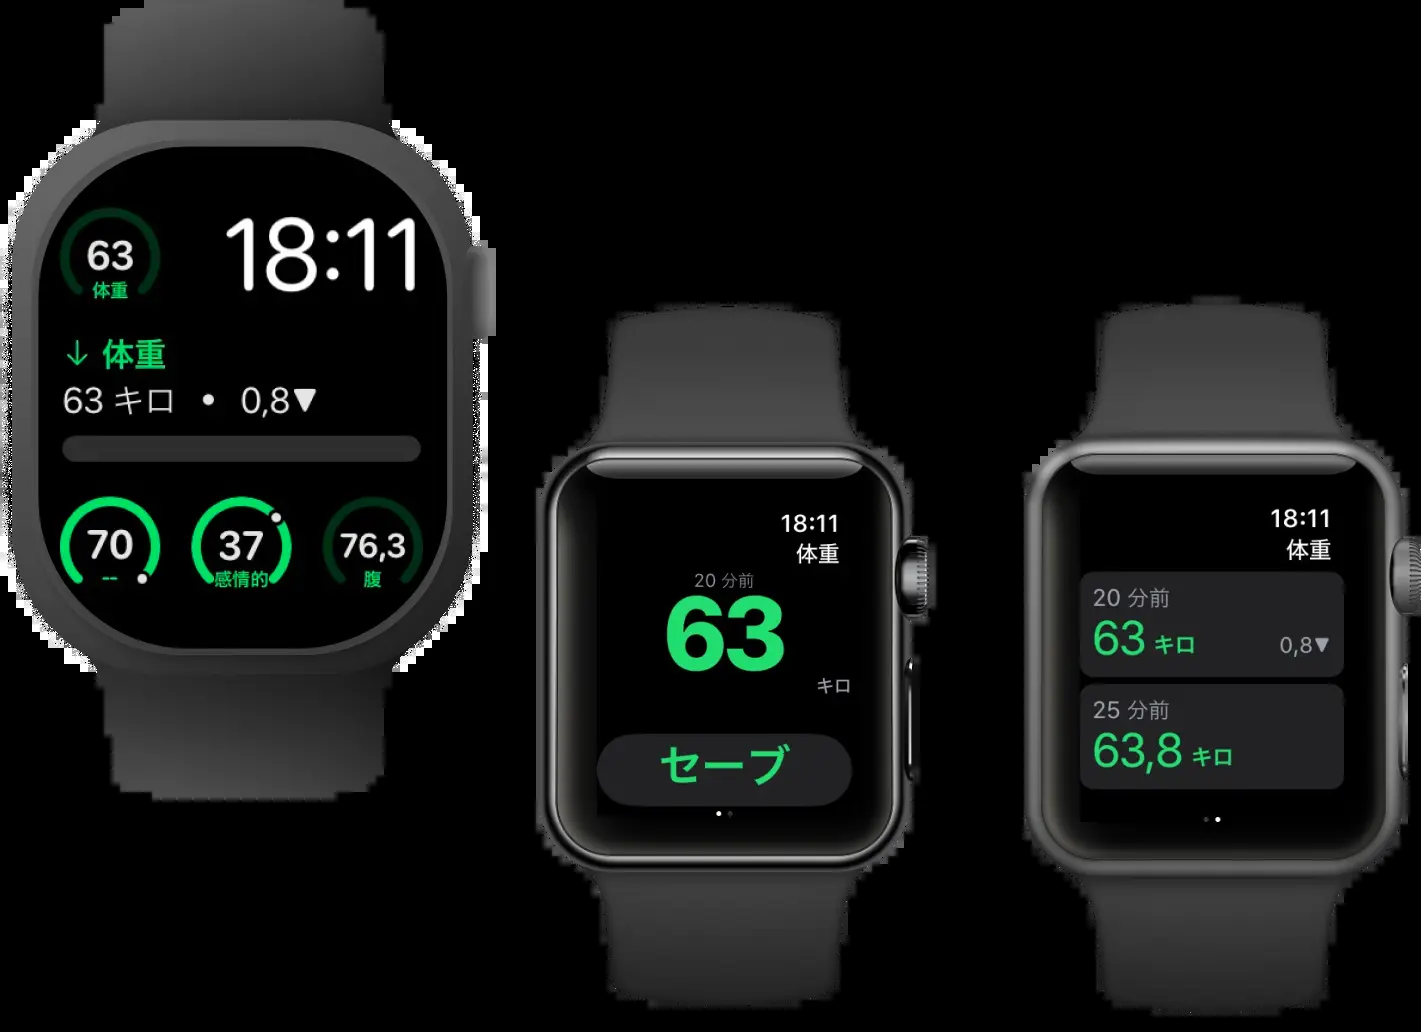 63
体重
18:11
↓ 体重
63 キロ • 0,8▼
70
--
37
感情的
76,3
腹
18:11
体重
20 分前
63
キロ
セーブ
18:11
体重
20 分前
63 キロ 0,8▼
25 分前
63,8 キロ